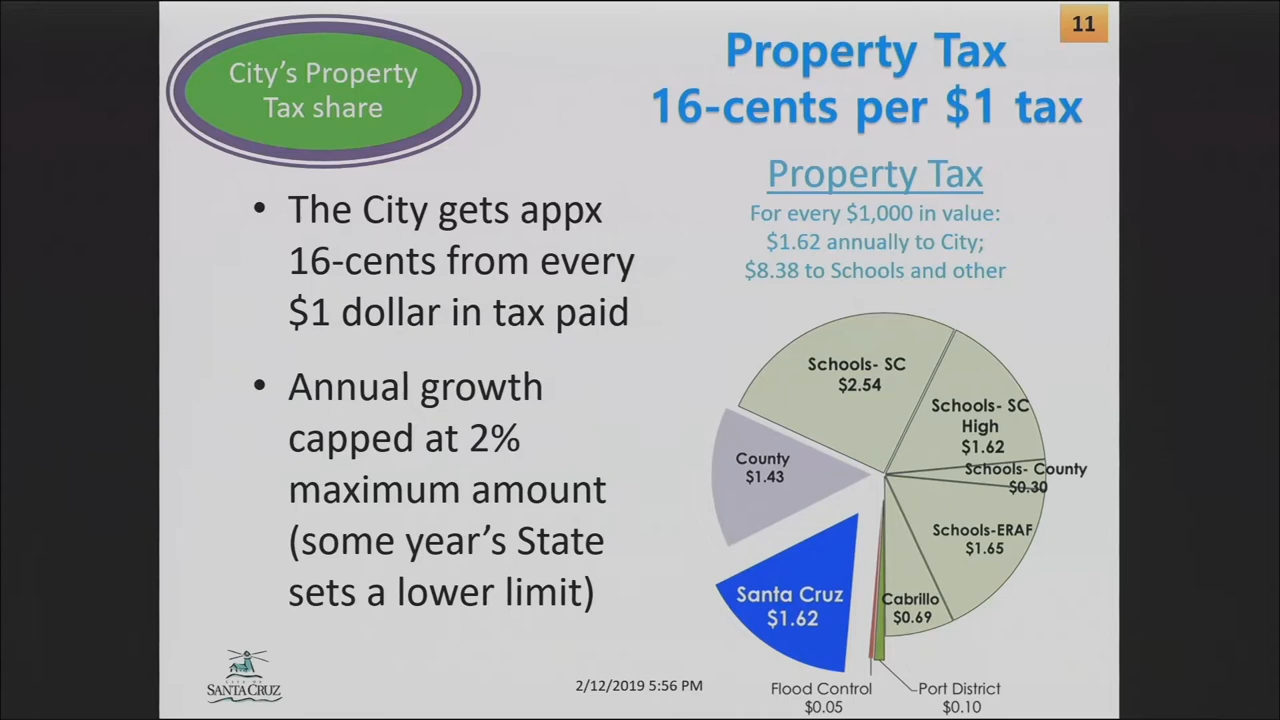 11
City's Property
Tax share
Property Tax
16-cents per $1 tax
• The City gets appx
16-cents from every
$1 dollar in tax paid
• Annual growth
capped at 2%
maximum amount
(some year's State
sets a lower limit)
Property Tax
For every $1,000 in value:
$1.62 annually to City;
$8.38 to Schools and other
Schools- SC
$2.54
Schools- SC
High
$1.62
Schools- County
$0.30
County
$1.43
Schools-ERAF
$1.65
Santa Cruz
$1.62
Cabrillo
$0.69
Flood Control
$0.05
Port District
$0.10
CITY OF
SANTA CRUZ
2/12/2019 5:56 PM